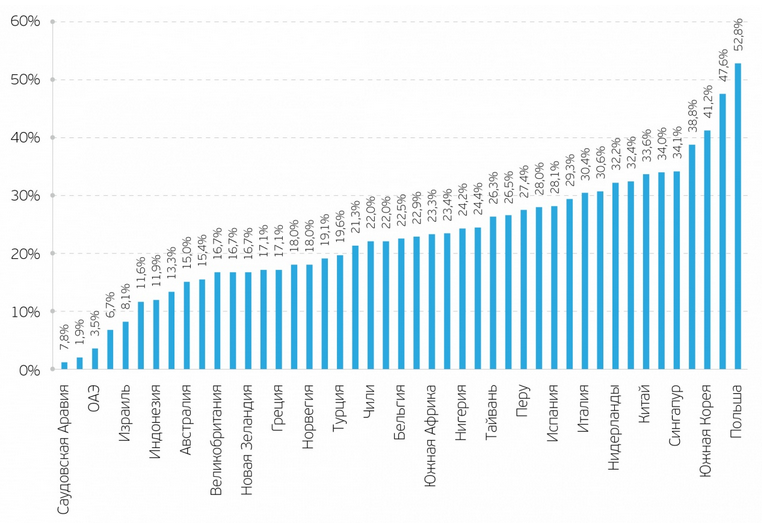 60%
50%
40%
30%
20%
10%
0%
7,8%
1,9%
3,5%
6,7%
8,1%
11,6%
11,9%
13,3%
15,0%
15,4%
16,7%
16,7%
16,7%
17,1%
17,1%
18,0%
18,0%
19,1%
19,6%
21,3%
22,0%
22,0%
22,5%
22,9%
23,3%
23,4%
24,2%
24,4%
26,3%
26,5%
27,4%
28,0%
28,1%
29,3%
30,4%
30,6%
32,2%
32,4%
33,6%
34,0%
34,1%
38,8%
41,2%
47,6%
52,8%
Саудовская Аравия
ОАЭ
Израиль
Индонезия
Австралия
Великобритания
Новая Зеландия
Греция
Норвегия
Турция
Чили
Бельгия
Южная Африка
Нигерия
Тайвань
Перу
Испания
Италия
Нидерланды
Китай
Сингапур
Южная Корея
Польша